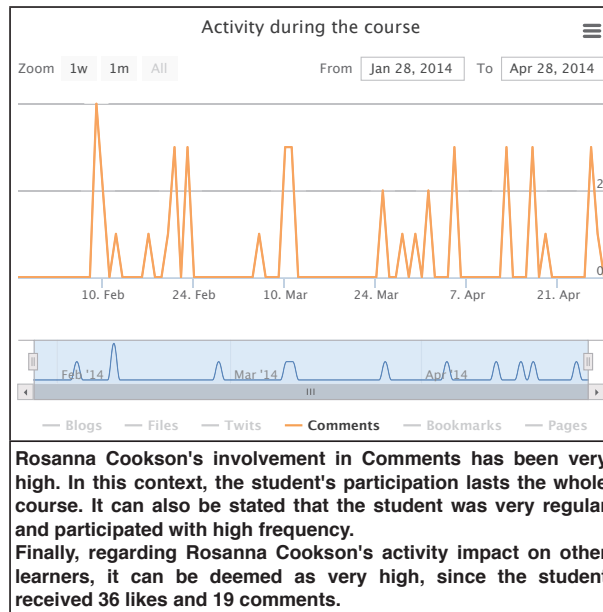 Activity during the course
Zoom 1w 1m All From Jan 28, 2014 To Apr 28, 2014
2
0
10. Feb 24. Feb 10. Mar 24. Mar 7. Apr 21. Apr
Feb '14 Mar '14 Apr '14
Blogs Files Twits Comments Bookmarks Pages
Rosanna Cookson's involvement in Comments has been very
high. In this context, the student's participation lasts the whole
course. It can also be stated that the student was very regular
and participated with high frequency.
Finally, regarding Rosanna Cookson's activity impact on other
learners, it can be deemed as very high, since the student
received 36 likes and 19 comments.